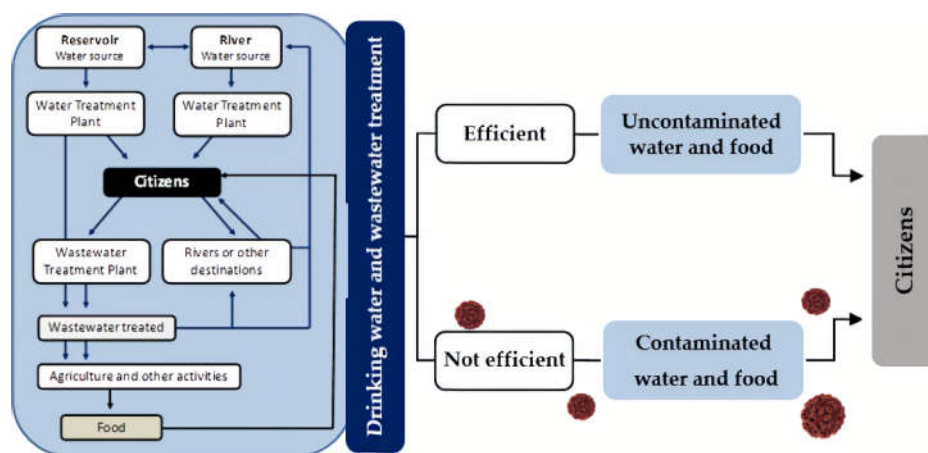 Reservoir
Water source
River
Water source
Water Treatment
Plant
Water Treatment
Plant
Citizens
Wastewater
Treatment Plant
Rivers or other
destinations
Wastewater treated
Agriculture and other activities
Food
Drinking water and wastewater treatment
Efficient
Uncontaminated
water and food
Not efficient
Contaminated
water and food
Citizens